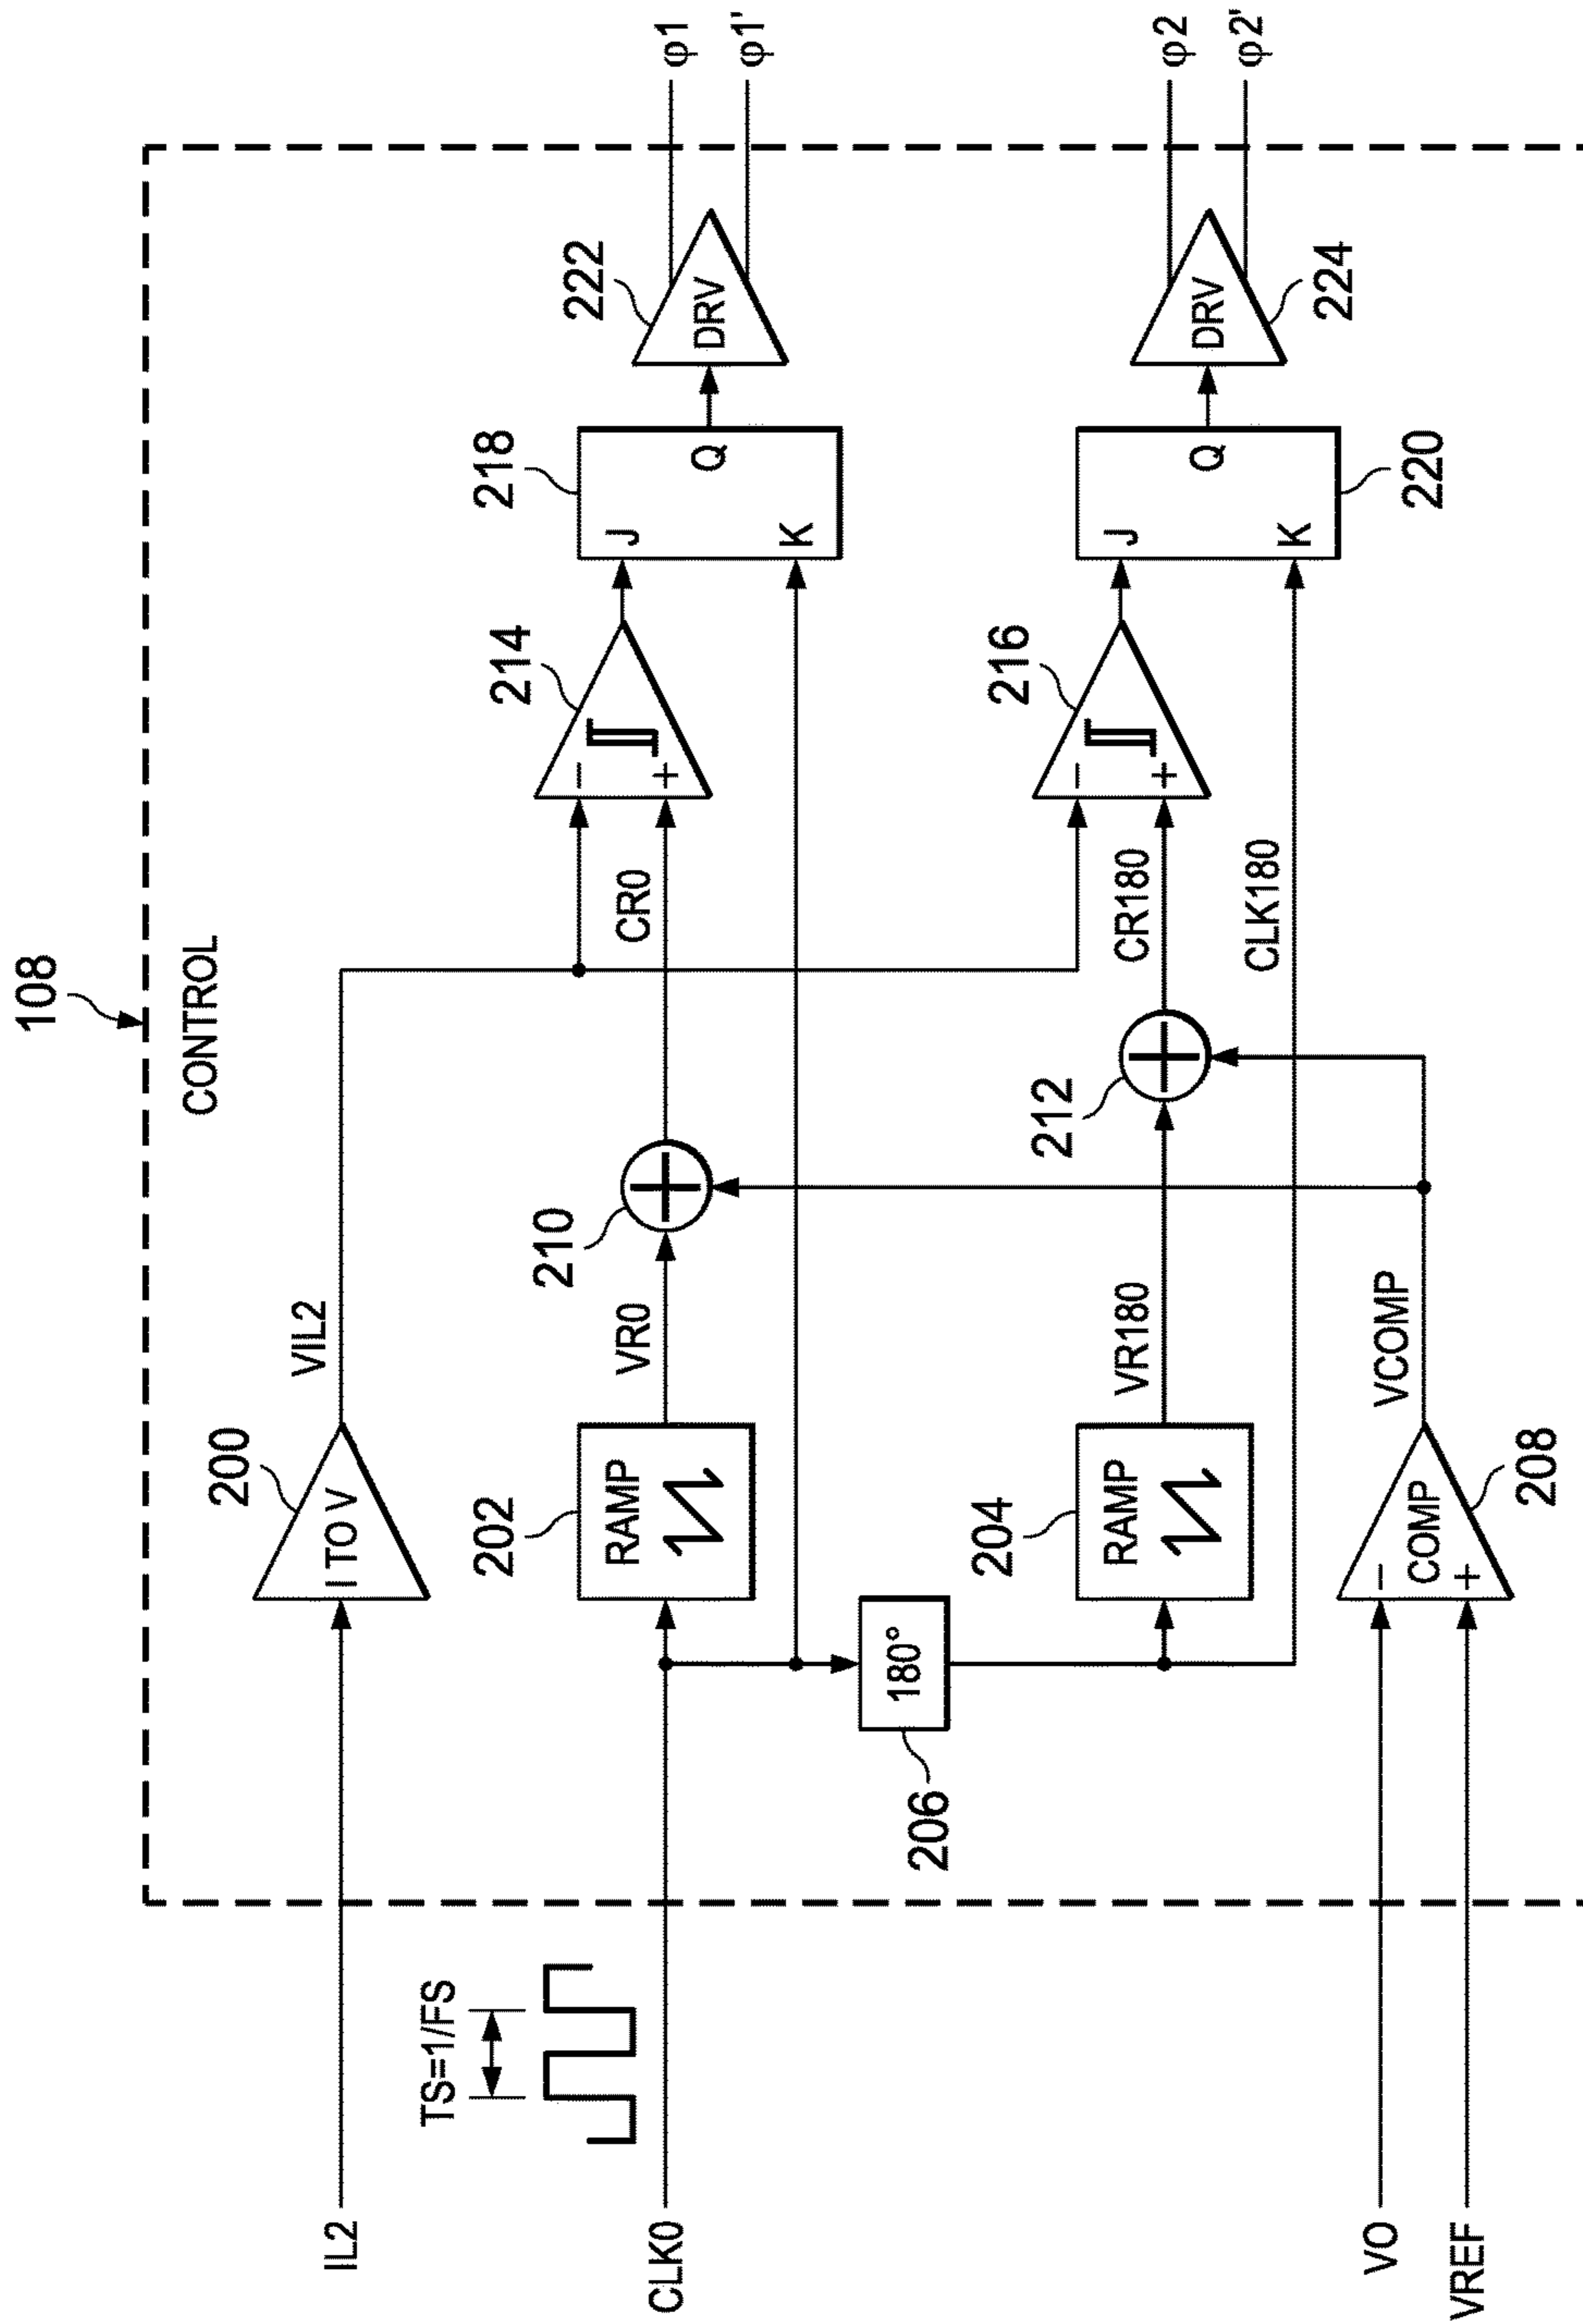 108
CONTROL
IL2
200
I TO V
VIL2
TS=1/FS
CLK0
202
RAMP
VR0
210
CR0
214
-
+
218
J
Q
K
222
DRV
φ1
φ1'
206
180°
204
RAMP
VR180
212
CR180
216
-
+
CLK180
J
Q
K
220
DRV
224
φ2
φ2'
VO
VREF
-
+
COMP
208
VCOMP